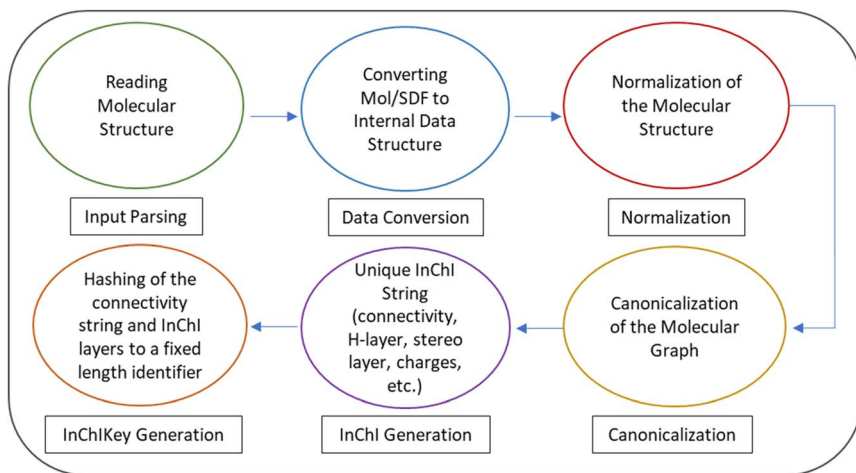 Reading
Molecular
Structure
Input Parsing
Converting
Mol/SDF to
Internal Data
Structure
Data Conversion
Normalization of
the Molecular
Structure
Normalization
Canonicalization
of the Molecular
Graph
Canonicalization
Unique InChI
String
(connectivity,
H-layer, stereo
layer, charges,
etc.)
InChI Generation
Hashing of the
connectivity
string and InChI
layers to a fixed
length identifier
InChIKey Generation